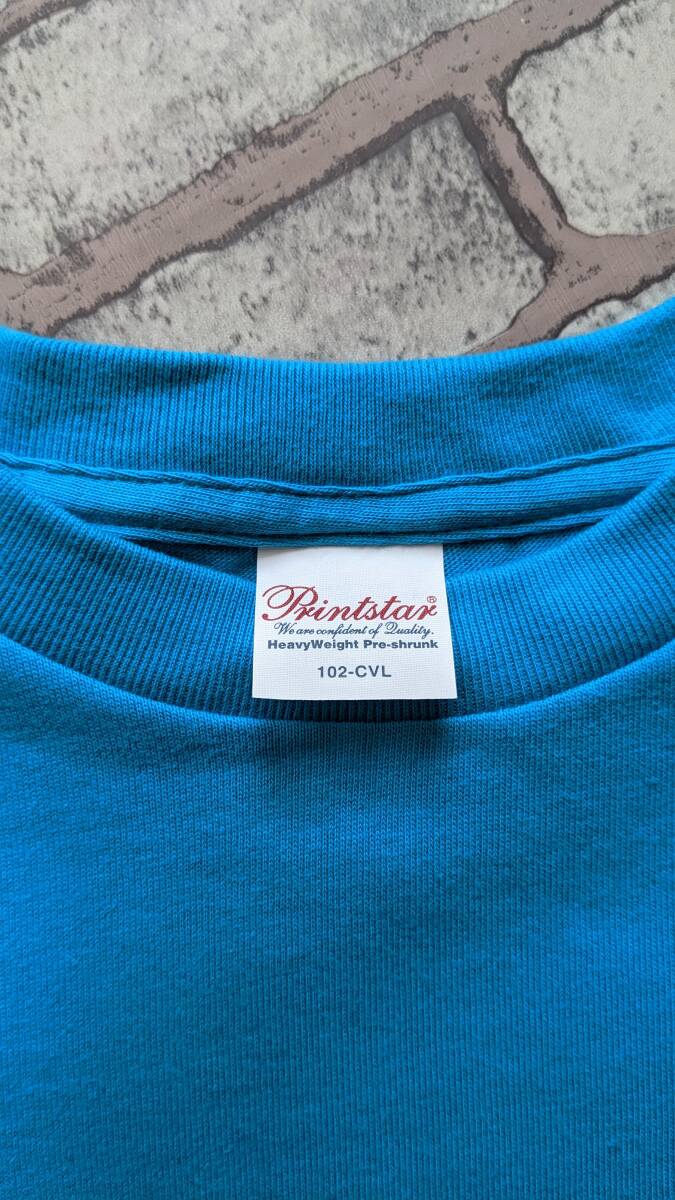 Printstar®
We are confident of Quality.
HeavyWeight Pre-shrunk
102-CVL